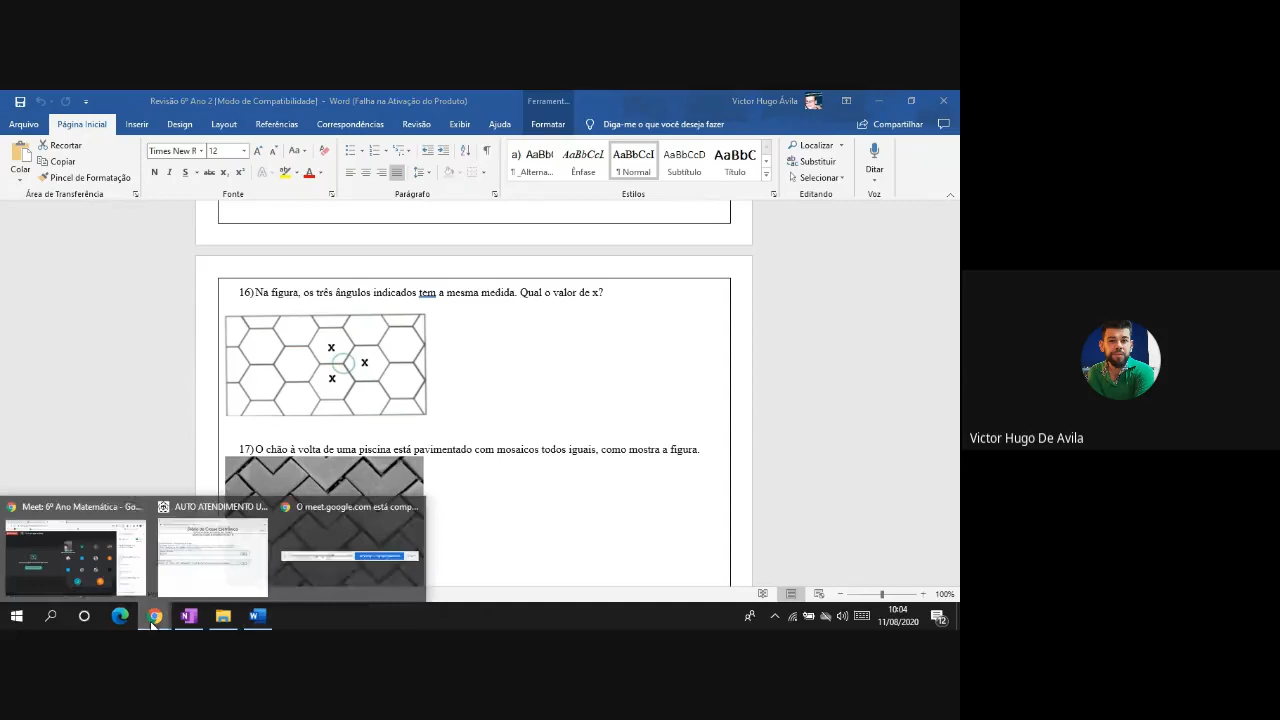 Revisão 6º Ano 2 [Modo de Compatibilidade] - Word (Falha na Ativação do Produto)
Ferrament...
Victor Hugo Ávila
Arquivo Página Inicial Inserir Design Layout Referências Correspondências Revisão Exibir Ajuda Formatar Diga-me o que você deseja fazer Compartilhar
Colar
Recortar
Copiar
Pincel de Formatação
Área de Transferência
Times New R 12
Fonte
Parágrafo
a) AaBb( AaBbCcL AaBbCcI AaBbCcD AaBbC
¶ _Alterna... Ênfase ¶ Normal Subtítulo Título
Estilos
Localizar
Substituir
Selecionar
Editando
Ditar
Voz
16) Na figura, os três ângulos indicados tem a mesma medida. Qual o valor de x?
x
x
x
17) O chão à volta de uma piscina está pavimentado com mosaicos todos iguais, como mostra a figura.
Meet: 6º Ano Matemática - Go... AUTO ATENDIMENTO U... O meet.google.com está comp...
100%
10:04
11/08/2020
12
Victor Hugo De Avila